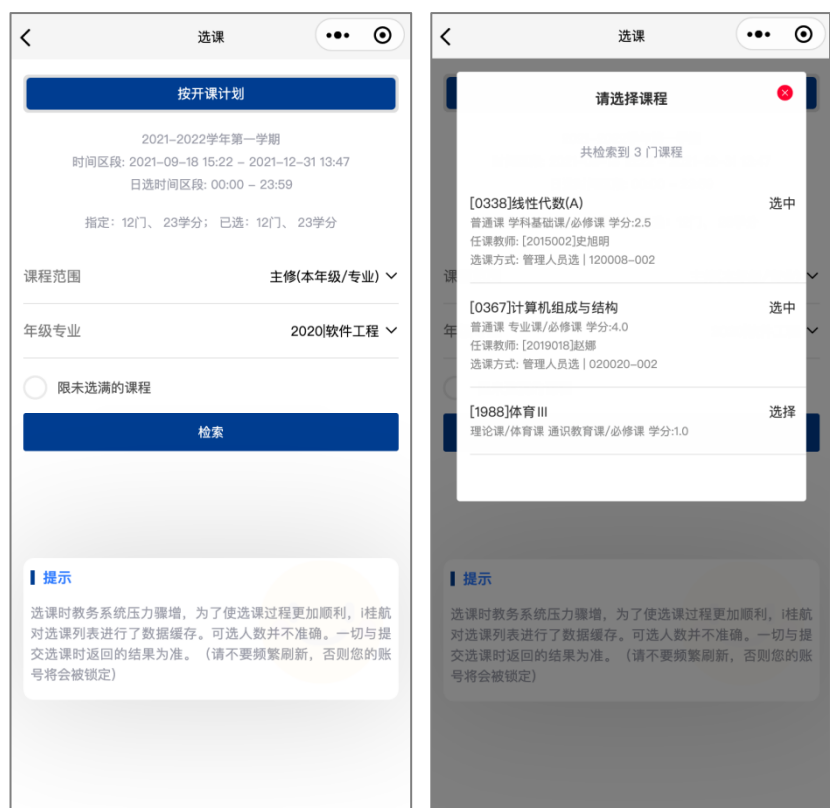 选课
按开课计划
2021-2022学年第一学期
时间区段: 2021-09-18 15:22 - 2021-12-31 13:47
日选时间区段: 00:00 - 23:59
指定: 12门、 23学分; 已选: 12门、 23学分
课程范围 主修(本年级/专业)
年级专业 2020|软件工程
限未选满的课程
检索
提示
选课时教务系统压力骤增，为了使选课过程更加顺利，i桂航
对选课列表进行了数据缓存。可选人数并不准确。一切与提
交选课时返回的结果为准。（请不要频繁刷新，否则您的账
号将会被锁定）
选课
请选择课程
共检索到 3 门课程
[0338]线性代数(A) 选中
普通课 学科基础课/必修课 学分:2.5
任课教师: [2015002]史旭明
选课方式: 管理人员选 | 120008-002
课
[0367]计算机组成与结构 选中
年
普通课 专业课/必修课 学分:4.0
任课教师: [2019018]赵娜
选课方式: 管理人员选 | 020020-002
[1988]体育III 选择
理论课/体育课 通识教育课/必修课 学分:1.0
提示
选课时教务系统压力骤增，为了使选课过程更加顺利，i桂航
对选课列表进行了数据缓存。可选人数并不准确。一切与提
交选课时返回的结果为准。（请不要频繁刷新，否则您的账
号将会被锁定）